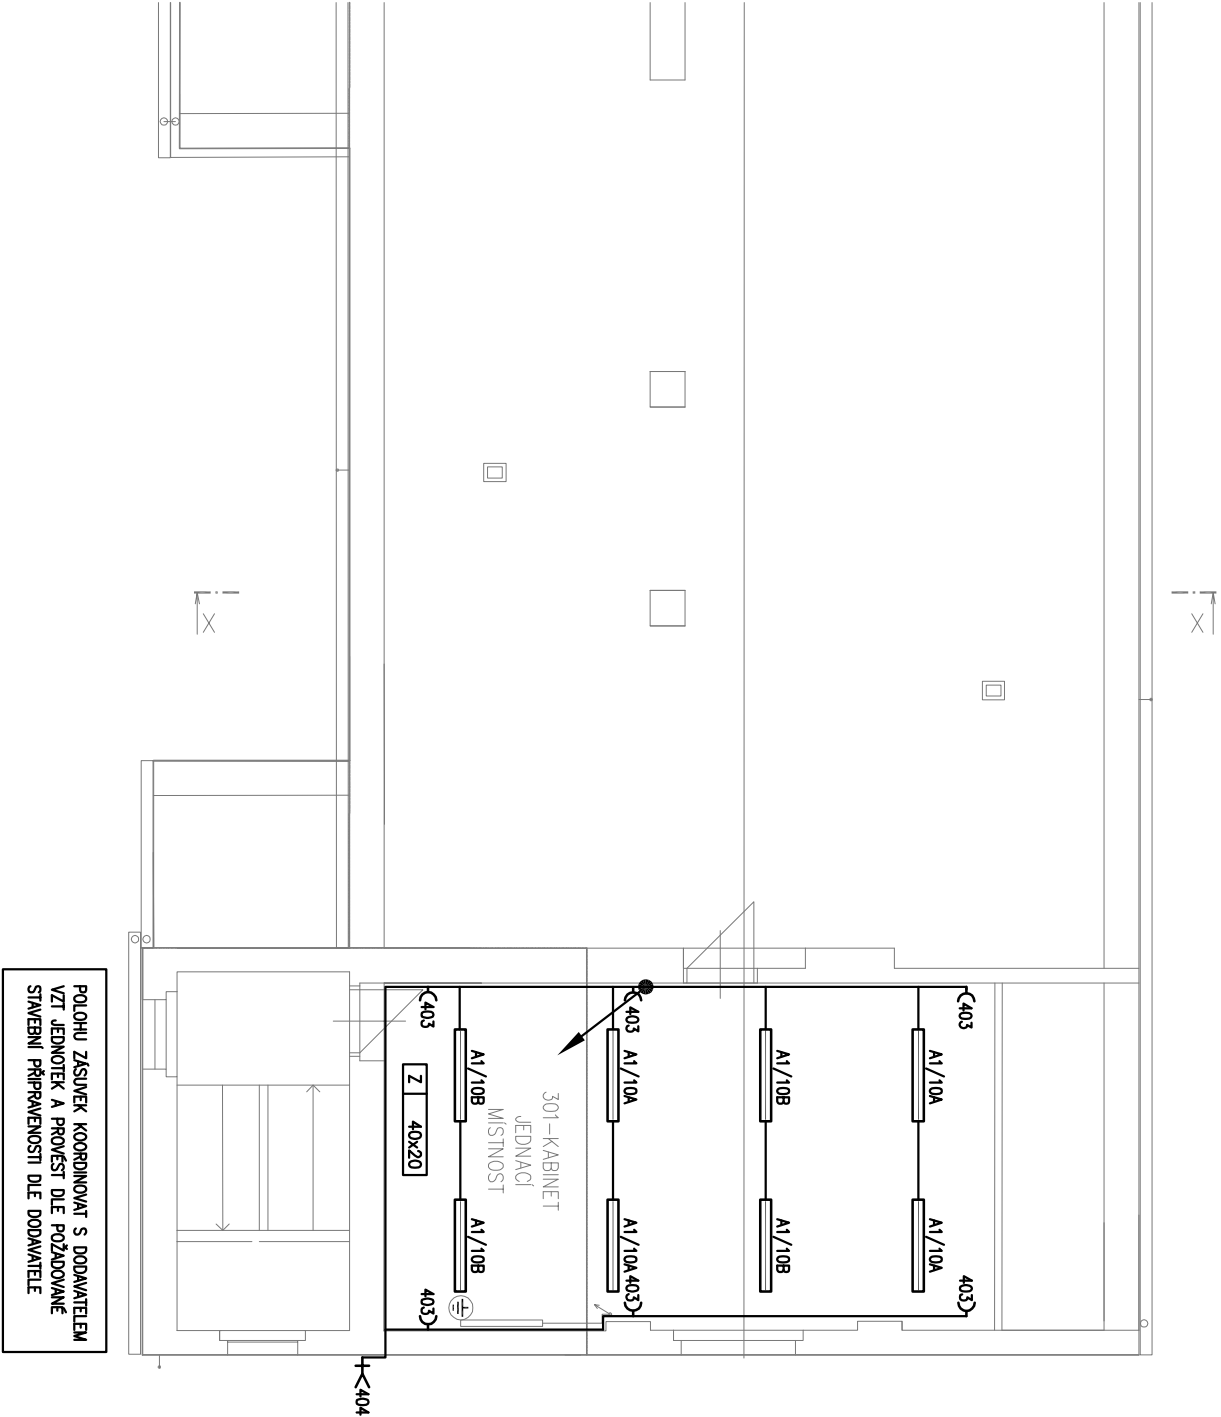 X
X
403
403
403
A1/10B
A1/10A
A1/10B
A1/10A
Z 40x20
301-KABINET
JEDNACÍ
MÍSTNOST
A1/10B
A1/10A
A1/10B
A1/10A
403
403
403
404
POLOHU ZÁSUVEK KOORDINOVAT S DODAVATELEM
VZT JEDNOTEK A PROVÉST DLE POŽADOVANÉ
STAVEBNÍ PŘIPRAVENOSTI DLE DODAVATELE